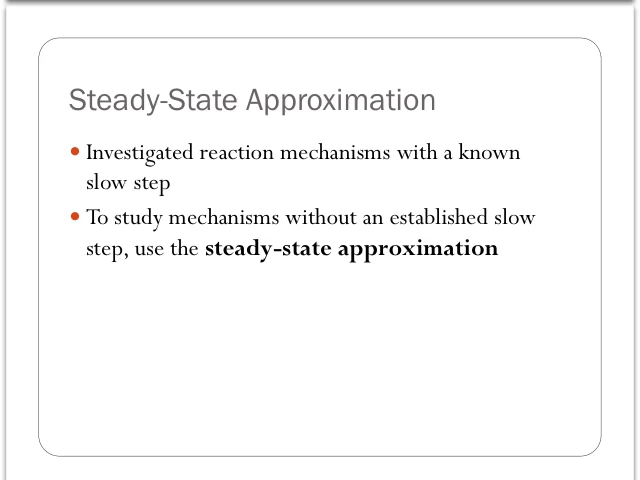 Steady-State Approximation
• Investigated reaction mechanisms with a known
slow step
• To study mechanisms without an established slow
step, use the steady-state approximation